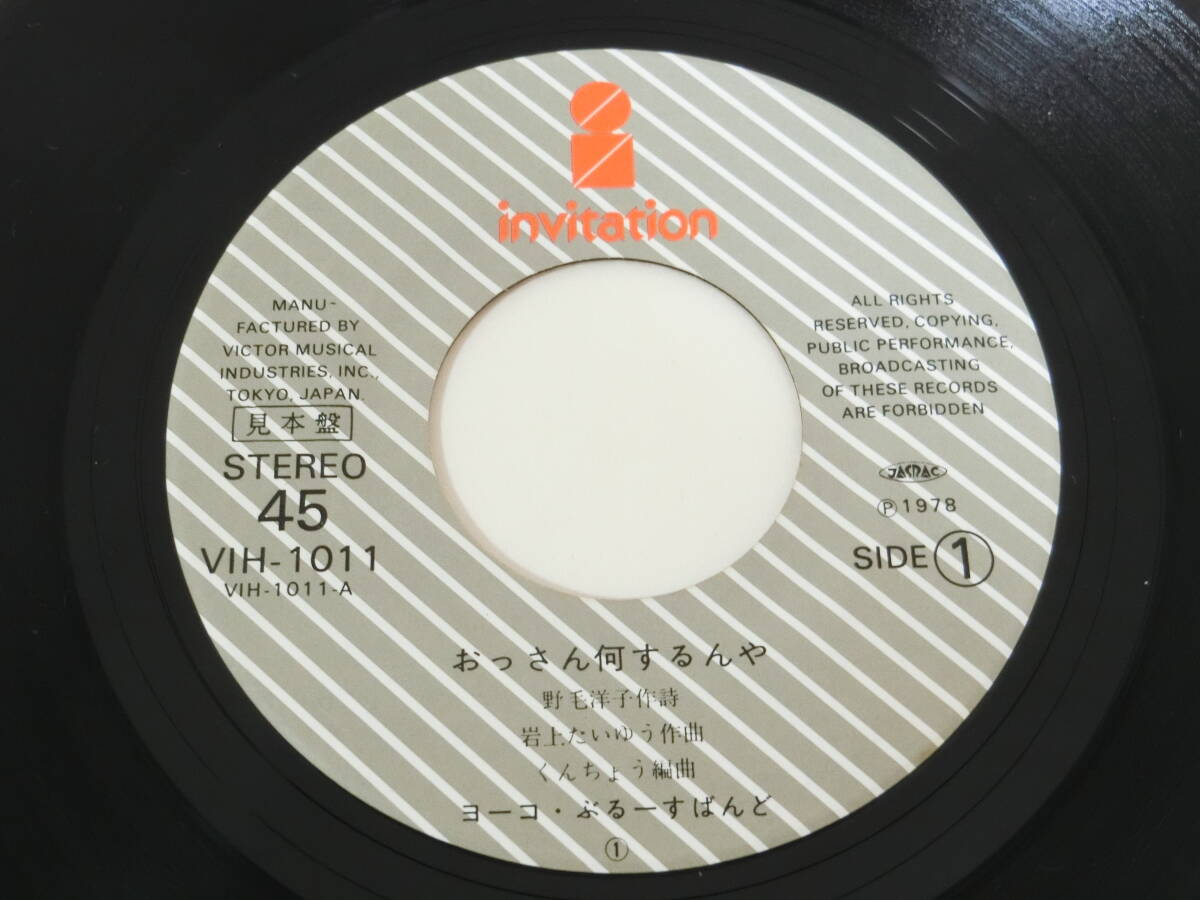 invitation
MANU-
FACTURED BY
VICTOR MUSICAL
INDUSTRIES, INC.,
TOKYO, JAPAN.
見本盤
STEREO
45
VIH-1011
VIH-1011-A
ALL RIGHTS
RESERVED, COPYING,
PUBLIC PERFORMANCE,
BROADCASTING
OF THESE RECORDS
ARE FORBIDDEN
JASRAC
Ⓟ1978
SIDE ①
おっさん何するんや
野毛洋子作詩
岩上たいゆう作曲
くんちょう編曲
ヨーコ・ぶるーすばんど
①